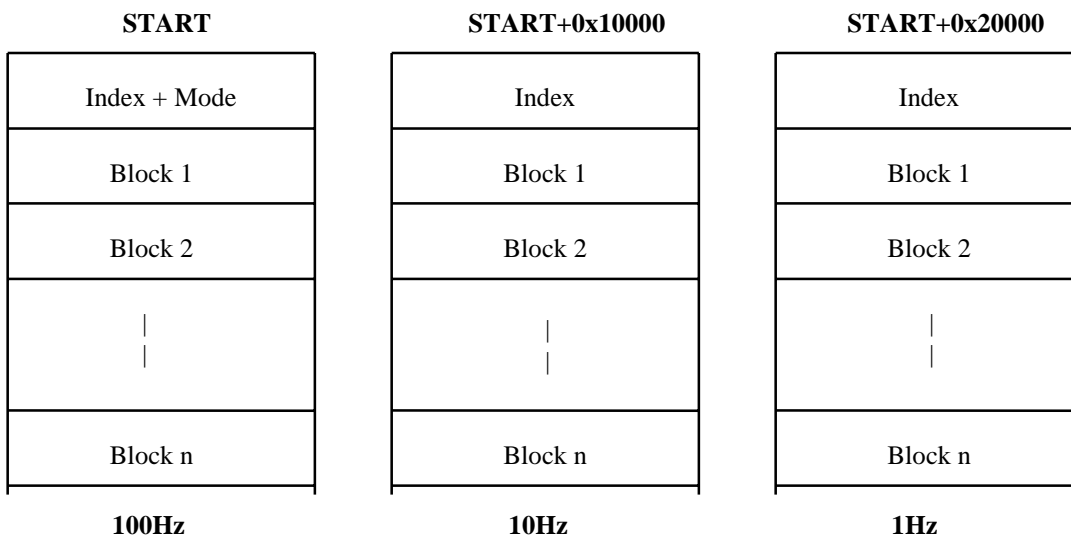 START START+0x10000 START+0x20000
Index + Mode Index Index
Block 1 Block 1 Block 1
Block 2 Block 2 Block 2
| | |
| | |
Block n Block n Block n
100Hz 10Hz 1Hz